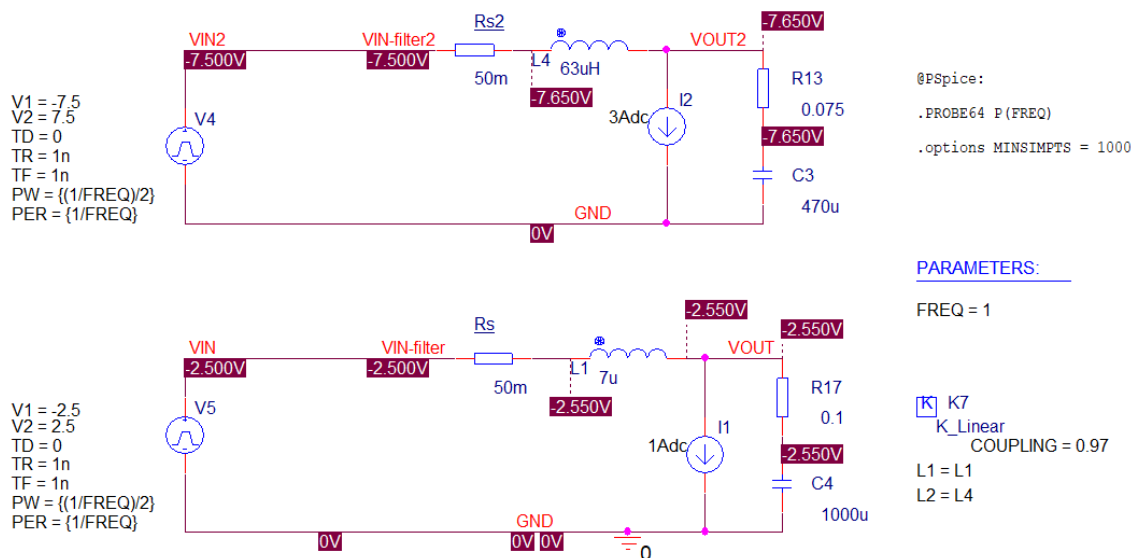 Rs2
-7.650V
VIN2
VIN-filter2
VOUT2
-7.500V
-7.500V
L4
50m
63uH
-7.650V
R13
0.075
I2
3Adc
-7.650V
C3
470u
GND
0V
V1 = -7.5
V2 = 7.5
TD = 0
TR = 1n
TF = 1n
PW = {(1/FREQ)/2}
PER = {1/FREQ}
V4
@PSpice:
.PROBE64 P(FREQ)
.options MINSIMPTS = 1000
PARAMETERS:
FREQ = 1
Rs
-2.550V
-2.550V
VIN
VIN-filter
VOUT
-2.500V
-2.500V
L1
50m
7u
-2.550V
R17
0.1
I1
1Adc
-2.550V
C4
1000u
GND
0V
0V
0V
0
V1 = -2.5
V2 = 2.5
TD = 0
TR = 1n
TF = 1n
PW = {(1/FREQ)/2}
PER = {1/FREQ}
V5
K K7
K_Linear
COUPLING = 0.97
L1 = L1
L2 = L4